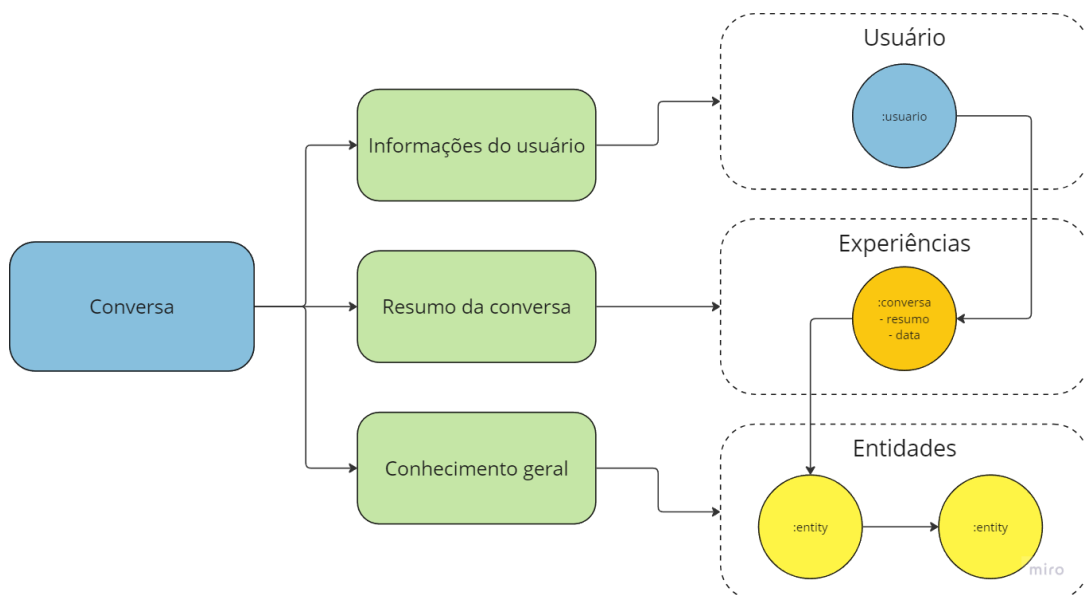 Usuário
:usuario
Informações do usuário
Experiências
:conversa
- resumo
- data
Conversa
Resumo da conversa
Entidades
Conhecimento geral
:entity
:entity
miro